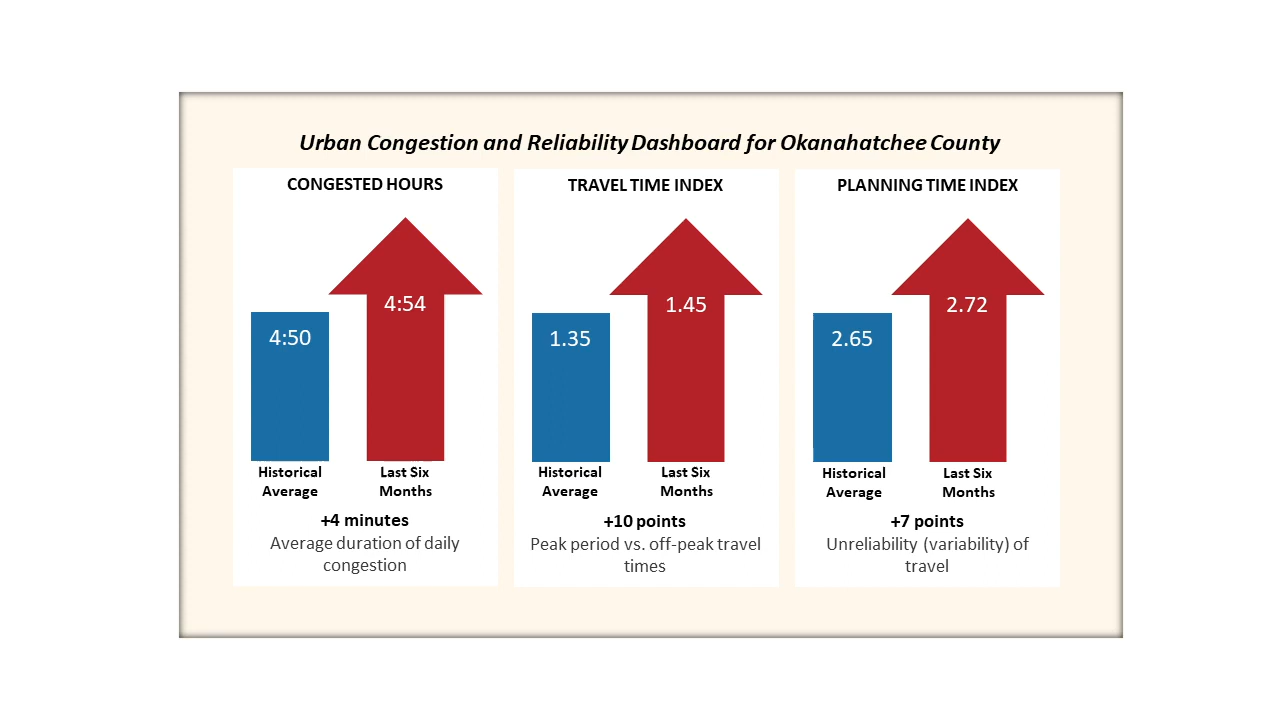 Urban Congestion and Reliability Dashboard for Okanahatchee County
CONGESTED HOURS
4:50
4:54
Historical
Average
Last Six
Months
+4 minutes
Average duration of daily
congestion
TRAVEL TIME INDEX
1.35
1.45
Historical
Average
Last Six
Months
+10 points
Peak period vs. off-peak travel
times
PLANNING TIME INDEX
2.65
2.72
Historical
Average
Last Six
Months
+7 points
Unreliability (variability) of
travel